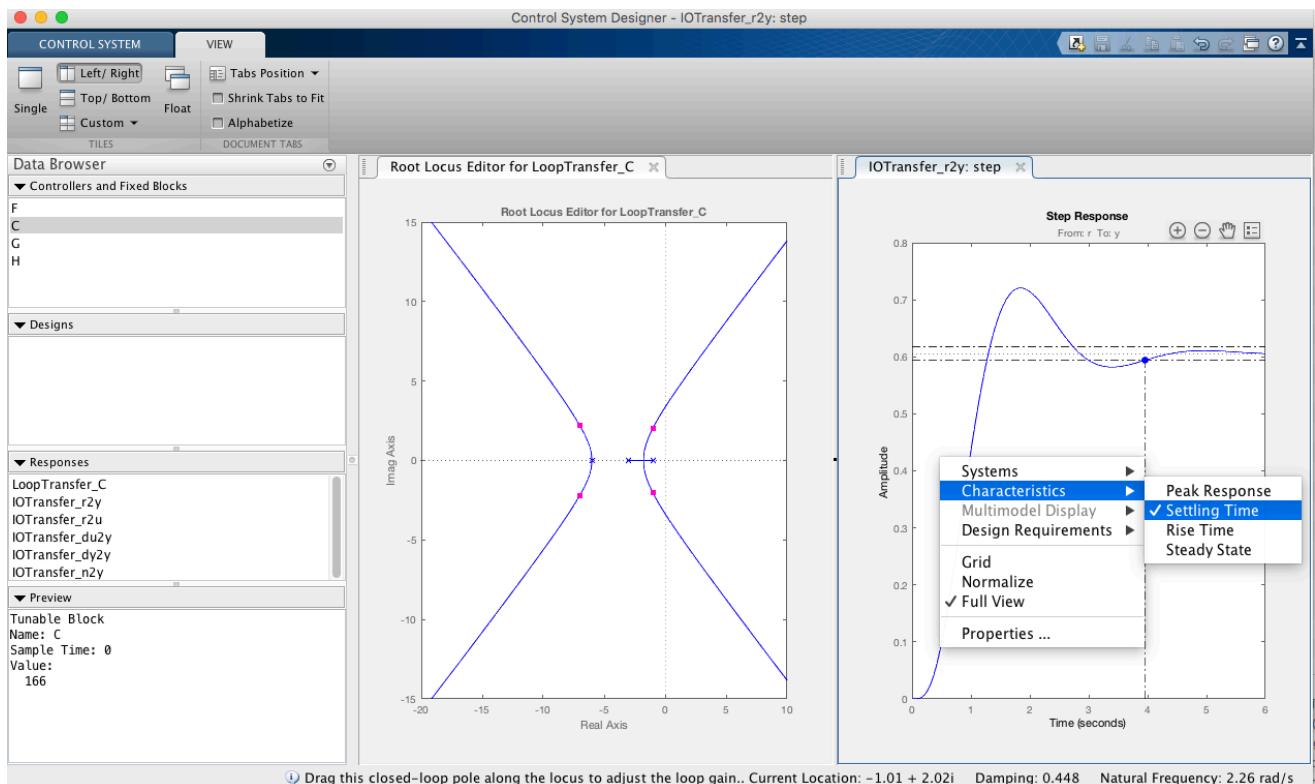 Control System Designer - IOTransfer_r2y: step
CONTROL SYSTEM VIEW
Left/ Right
Top/ Bottom
Custom
Single
Float
Tabs Position
Shrink Tabs to Fit
Alphabetize
TILES
DOCUMENT TABS
Data Browser
Controllers and Fixed Blocks
F
C
G
H
Designs
Responses
LoopTransfer_C
IOTransfer_r2y
IOTransfer_r2u
IOTransfer_du2y
IOTransfer_dy2y
IOTransfer_n2y
Preview
Tunable Block
Name: C
Sample Time: 0
Value:
166
Root Locus Editor for LoopTransfer_C
Root Locus Editor for LoopTransfer_C
15
10
5
0
-5
-10
-15
Imag Axis
-20 -15 -10 -5 0 5 10
Real Axis
IOTransfer_r2y: step
Step Response
From: r To: y
0.8
0.7
0.6
0.5
0.4
0.3
0.2
0.1
0
Amplitude
0 1 2 3 4 5 6
Time (seconds)
Systems
Characteristics
Multimodel Display
Design Requirements
Grid
Normalize
Full View
Properties ...
Peak Response
Settling Time
Rise Time
Steady State
Drag this closed-loop pole along the locus to adjust the loop gain.. Current Location: -1.01 + 2.02i Damping: 0.448 Natural Frequency: 2.26 rad/s